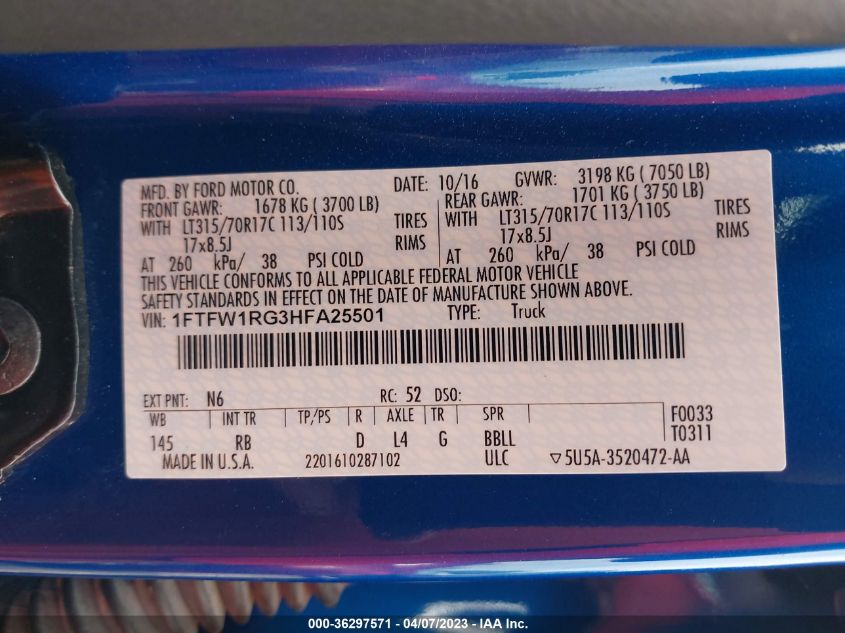 MFD. BY FORD MOTOR CO. DATE: 10/16 GVWR: 3198 KG ( 7050 LB)
FRONT GAWR: 1678 KG ( 3700 LB) REAR GAWR: 1701 KG ( 3750 LB)
WITH LT315/70R17C 113/110S TIRES WITH LT315/70R17C 113/110S TIRES
17x8.5J RIMS 17x8.5J RIMS
AT 260 kPa/ 38 PSI COLD AT 260 kPa/ 38 PSI COLD
THIS VEHICLE CONFORMS TO ALL APPLICABLE FEDERAL MOTOR VEHICLE
SAFETY STANDARDS IN EFFECT ON THE DATE OF MANUFACTURE SHOWN ABOVE.
VIN: 1FTFW1RG3HFA25501 TYPE: Truck
EXT PNT: N6 RC: 52 DSO:
WB INT TR TP/PS R AXLE TR SPR F0033
145 RB D L4 G BBLL T0311
MADE IN U.S.A. 2201610287102 ULC ▽5U5A-3520472-AA
000-36297571 - 04/07/2023 - IAA Inc.